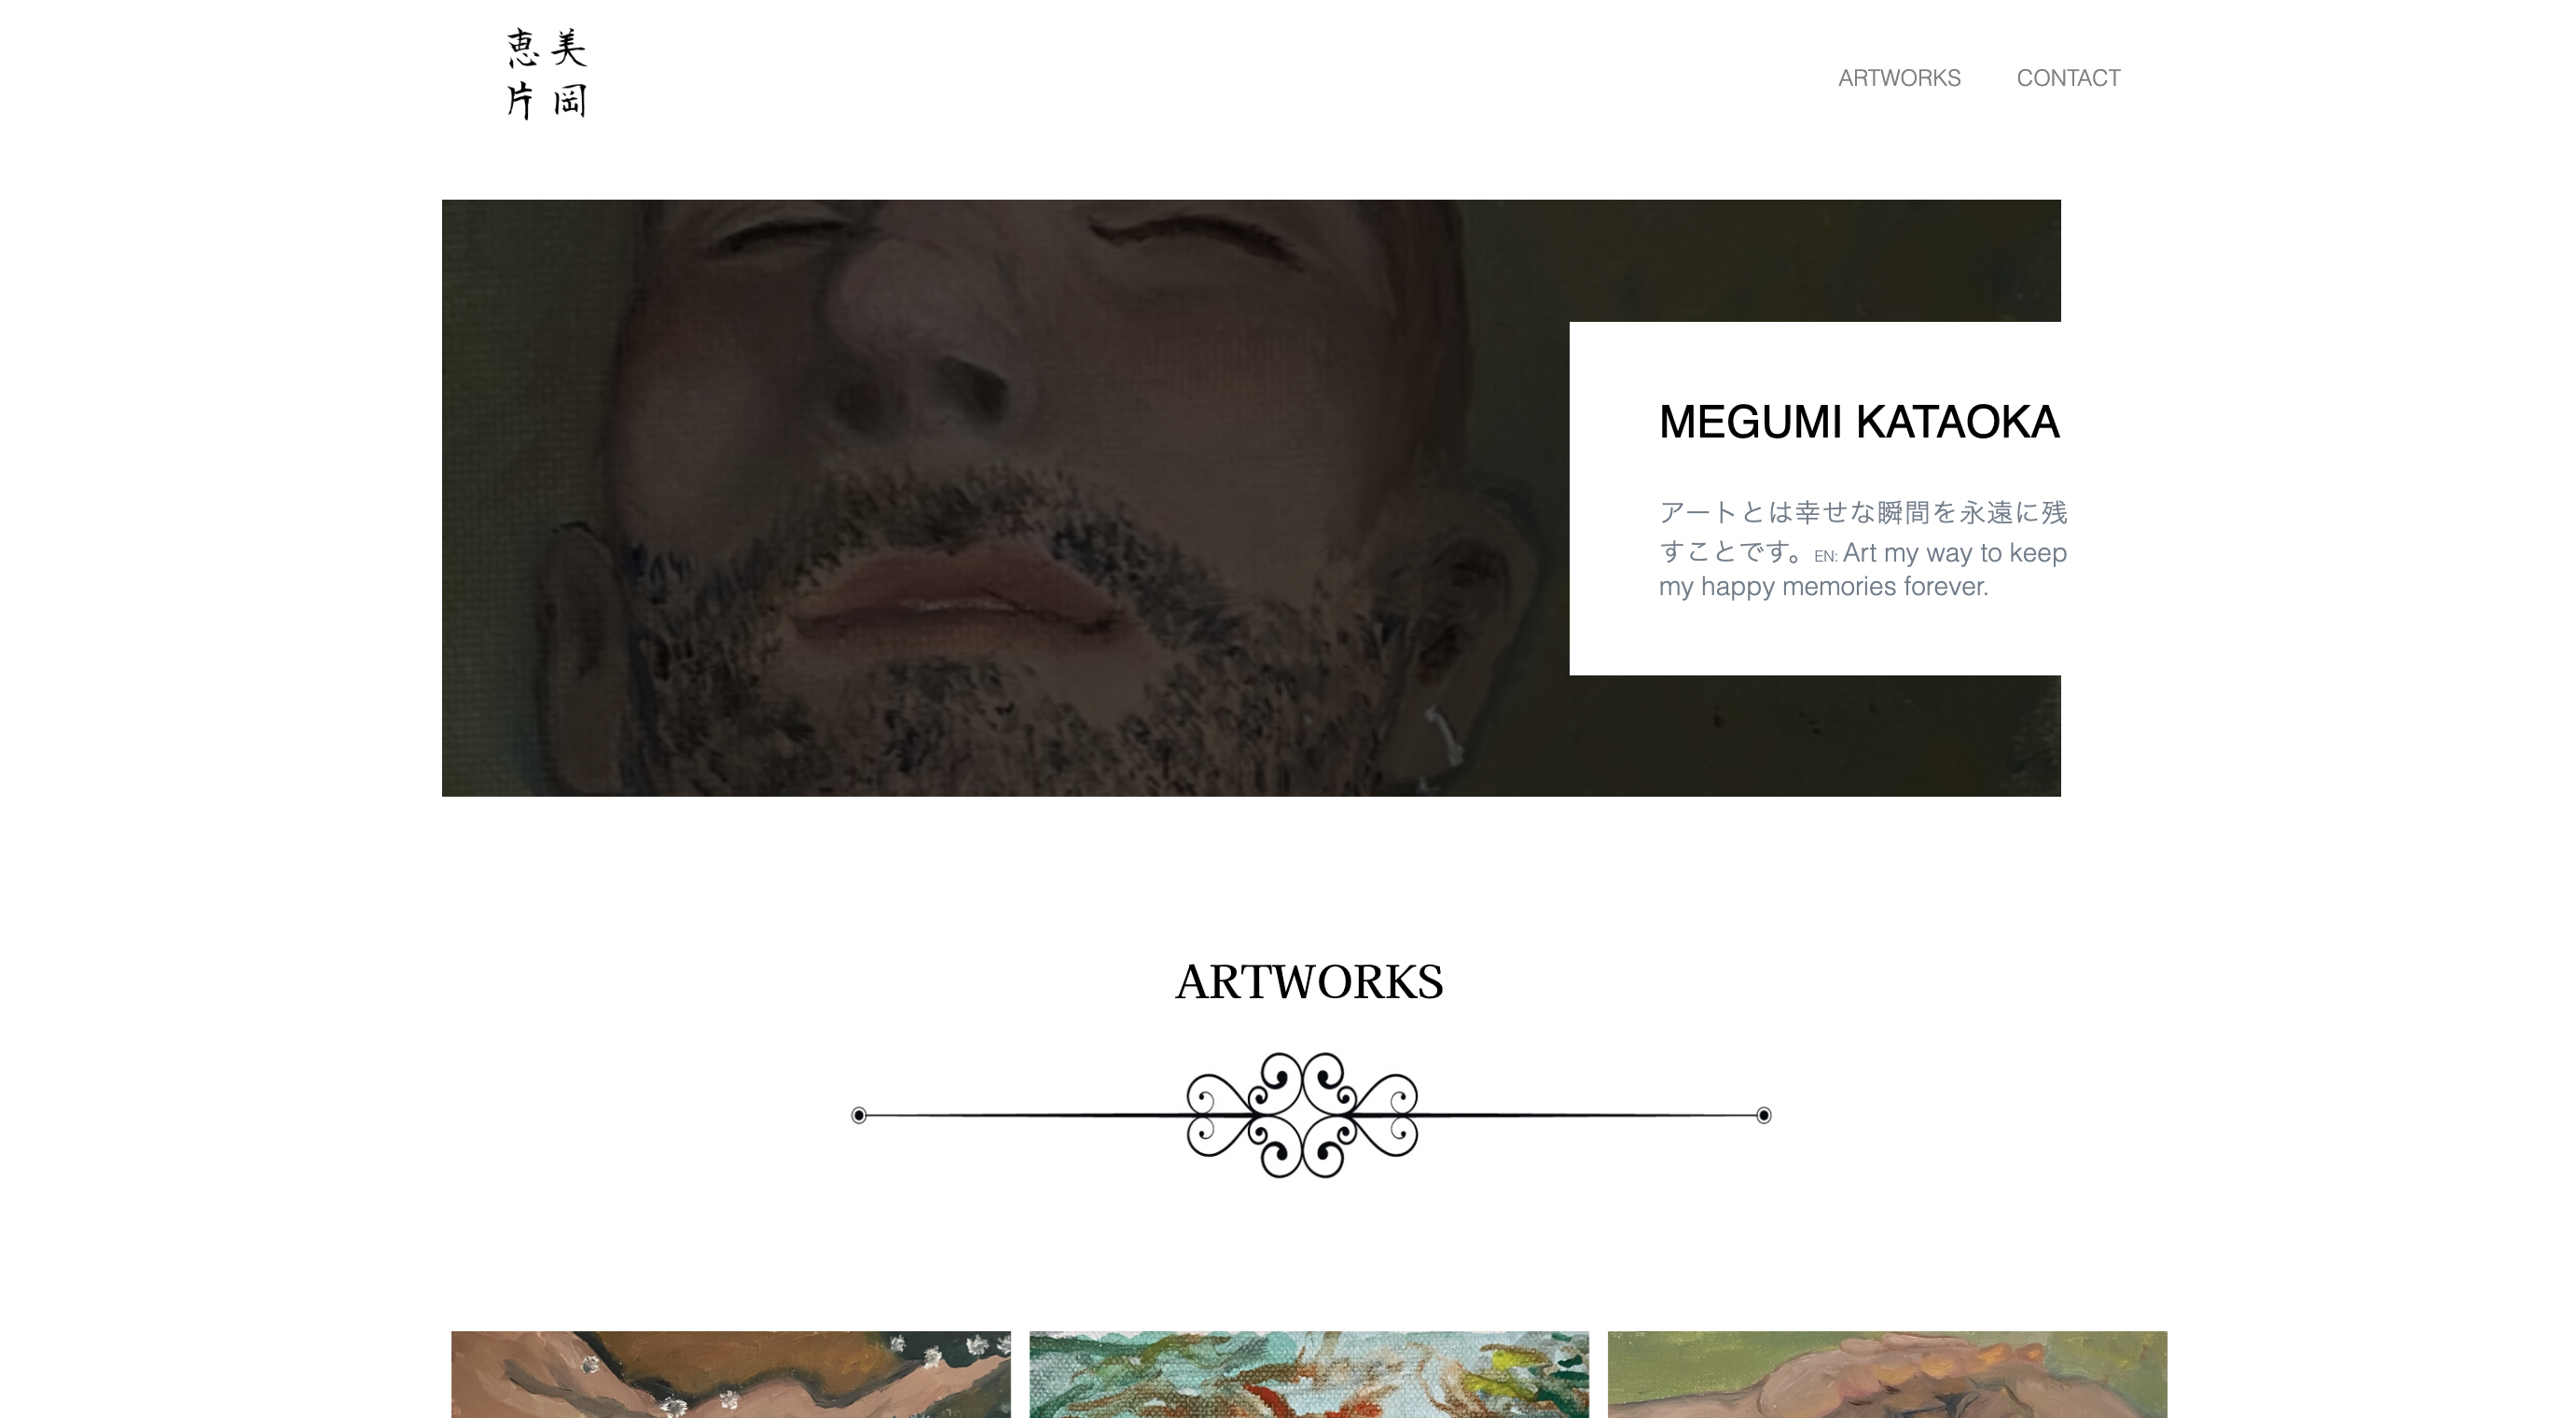 恵美
片岡
ARTWORKS CONTACT
MEGUMI KATAOKA
アートとは幸せな瞬間を永遠に残
すことです。EN: Art my way to keep
my happy memories forever.
ARTWORKS